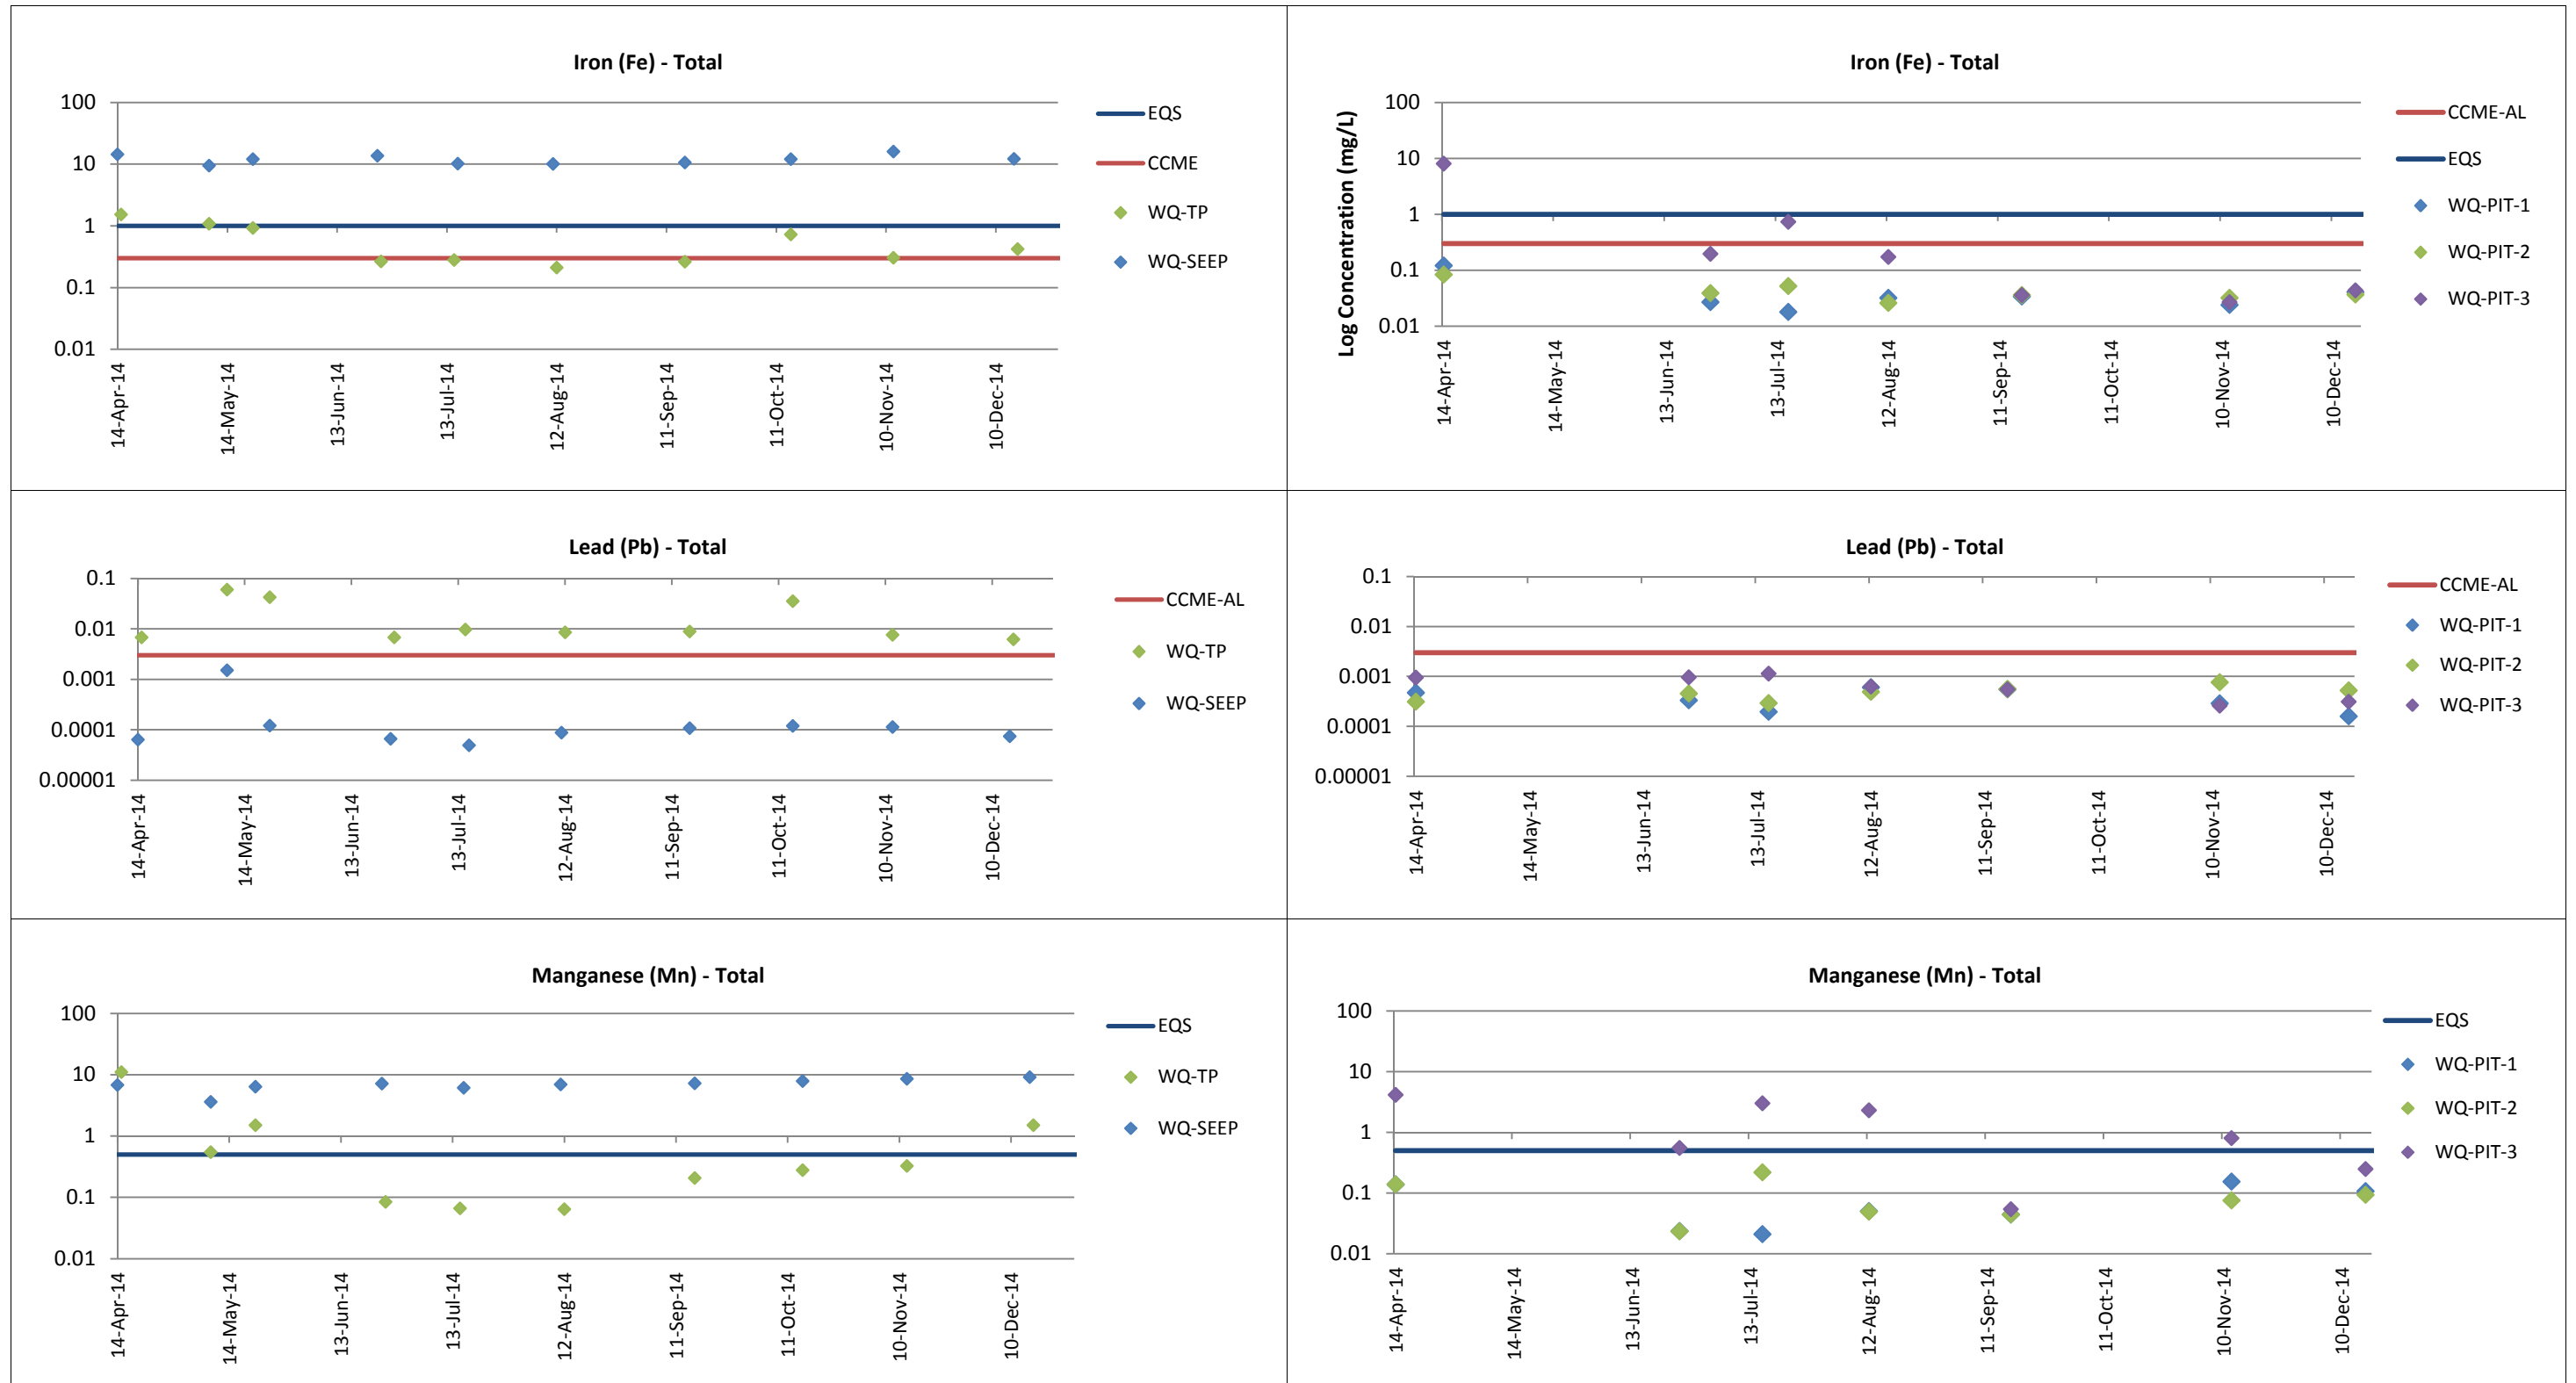 Iron (Fe) - Total
100
10
1
0.1
0.01
14-Apr-14
14-May-14
13-Jun-14
13-Jul-14
12-Aug-14
11-Sep-14
11-Oct-14
10-Nov-14
10-Dec-14
EQS
CCME
WQ-TP
WQ-SEEP
Iron (Fe) - Total
Log Concentration (mg/L)
100
10
1
0.1
0.01
14-Apr-14
14-May-14
13-Jun-14
13-Jul-14
12-Aug-14
11-Sep-14
11-Oct-14
10-Nov-14
10-Dec-14
CCME-AL
EQS
WQ-PIT-1
WQ-PIT-2
WQ-PIT-3
Lead (Pb) - Total
0.1
0.01
0.001
0.0001
0.00001
14-Apr-14
14-May-14
13-Jun-14
13-Jul-14
12-Aug-14
11-Sep-14
11-Oct-14
10-Nov-14
10-Dec-14
CCME-AL
WQ-TP
WQ-SEEP
Lead (Pb) - Total
0.1
0.01
0.001
0.0001
0.00001
14-Apr-14
14-May-14
13-Jun-14
13-Jul-14
12-Aug-14
11-Sep-14
11-Oct-14
10-Nov-14
10-Dec-14
CCME-AL
WQ-PIT-1
WQ-PIT-2
WQ-PIT-3
Manganese (Mn) - Total
100
10
1
0.1
0.01
14-Apr-14
14-May-14
13-Jun-14
13-Jul-14
12-Aug-14
11-Sep-14
11-Oct-14
10-Nov-14
10-Dec-14
EQS
WQ-TP
WQ-SEEP
Manganese (Mn) - Total
100
10
1
0.1
0.01
14-Apr-14
14-May-14
13-Jun-14
13-Jul-14
12-Aug-14
11-Sep-14
11-Oct-14
10-Nov-14
10-Dec-14
EQS
WQ-PIT-1
WQ-PIT-2
WQ-PIT-3